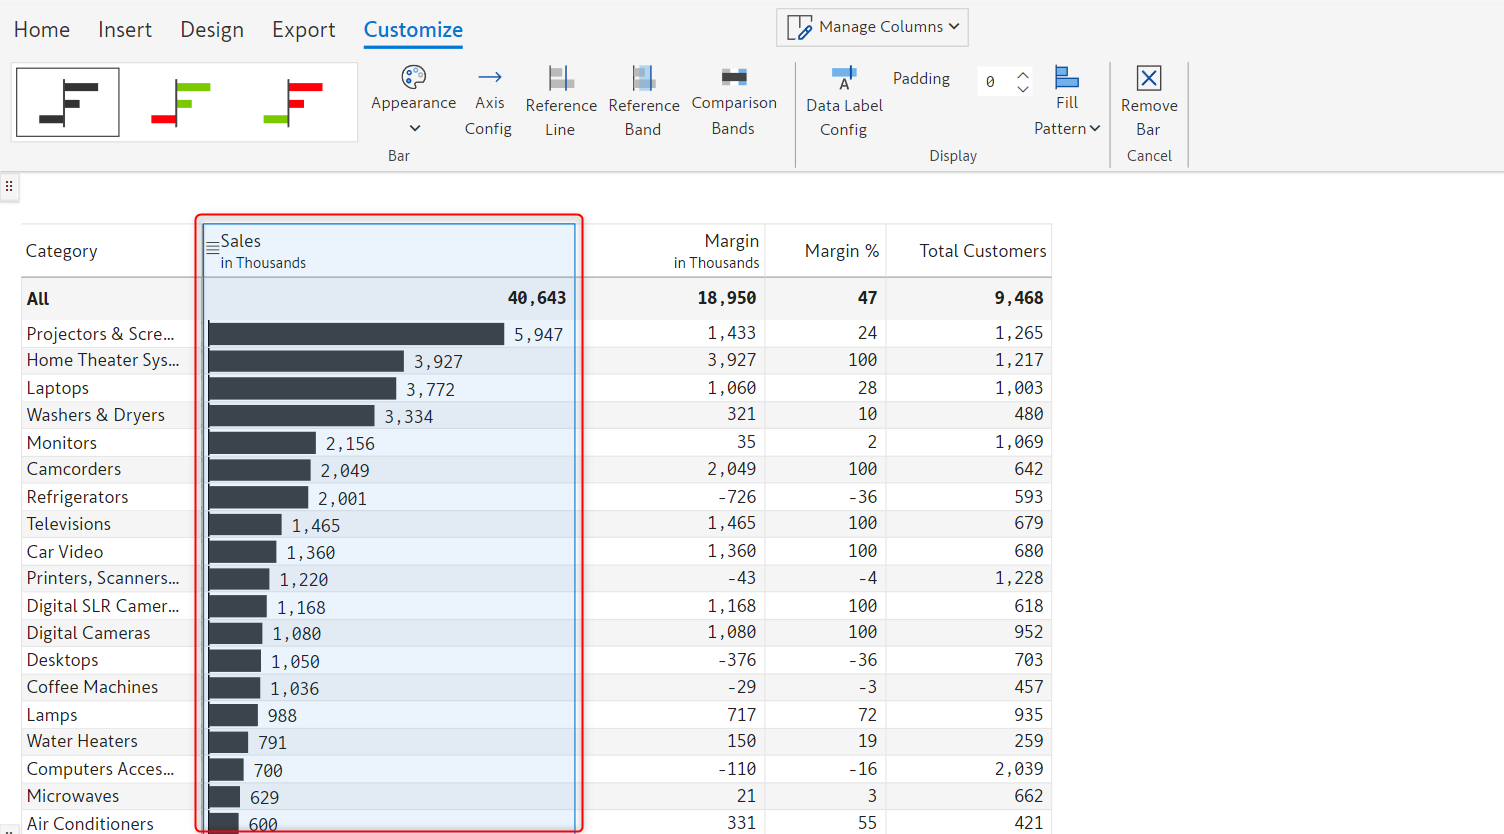 Home Insert Design Export Customize
Manage Columns
Appearance
Axis Config
Reference Line
Reference Band
Comparison Bands
Bar
Data Label Config
Padding 0
Fill Pattern
Display
Remove Bar
Cancel
Category Sales in Thousands Margin in Thousands Margin % Total Customers
All 40,643 18,950 47 9,468
Projectors & Scre... 5,947 1,433 24 1,265
Home Theater Sys... 3,927 3,927 100 1,217
Laptops 3,772 1,060 28 1,003
Washers & Dryers 3,334 321 10 480
Monitors 2,156 35 2 1,069
Camcorders 2,049 2,049 100 642
Refrigerators 2,001 -726 -36 593
Televisions 1,465 1,465 100 679
Car Video 1,360 1,360 100 680
Printers, Scanners... 1,220 -43 -4 1,228
Digital SLR Camer... 1,168 1,168 100 618
Digital Cameras 1,080 1,080 100 952
Desktops 1,050 -376 -36 703
Coffee Machines 1,036 -29 -3 457
Lamps 988 717 72 935
Water Heaters 791 150 19 259
Computers Acces... 700 -110 -16 2,039
Microwaves 629 21 3 662
Air Conditioners 600 331 55 421